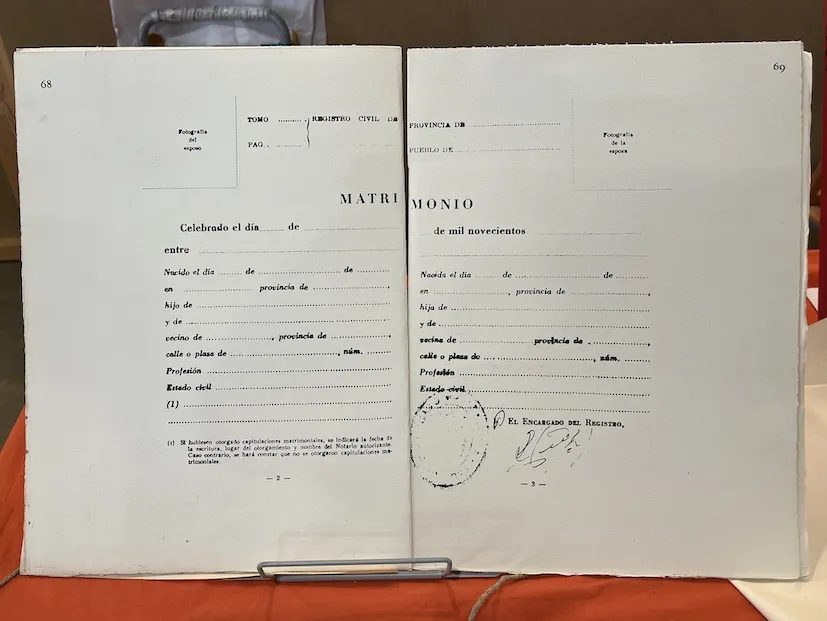 68
Fotografía
del
esposo
TOMO .......... REGISTRO CIVIL DE
PAG. ..........
MATRI
Celebrado el día ...... de ..............................
entre ..............................
Nacido el día ........ de ........................ de ..........
en ....................... provincia de ........................,
hijo de ..............................
y de ..............................
vecino de ........................, provincia de ..................
calle o plaza de ..............................., núm. ........
Profesión ..............................
Estado civil ..............................
(1) ..............................
(1) Si hubiesen otorgado capitulaciones matrimoniales, se indicará la fecha de
la escritura, lugar del otorgamiento y nombre del Notario autorizante.
Caso contrario, se hará constar que no se otorgaron capitulaciones ma-
trimoniales.
— 2 —
69
PROVINCIA DE ..............................
PUEBLO DE ..............................
Fotografía
de la
esposa
MONIO
de mil novecientos ..............................
Nacida el día ........ de ........................ de ..........
en ........................, provincia de ........................,
hija de ..............................
y de ..............................
vecina de .................. provincia de ..................
calle o plaza de ..............................., núm. ........
Profesión ..............................
Estado civil ..............................
EL ENCARGADO DEL REGISTRO,
— 3 —